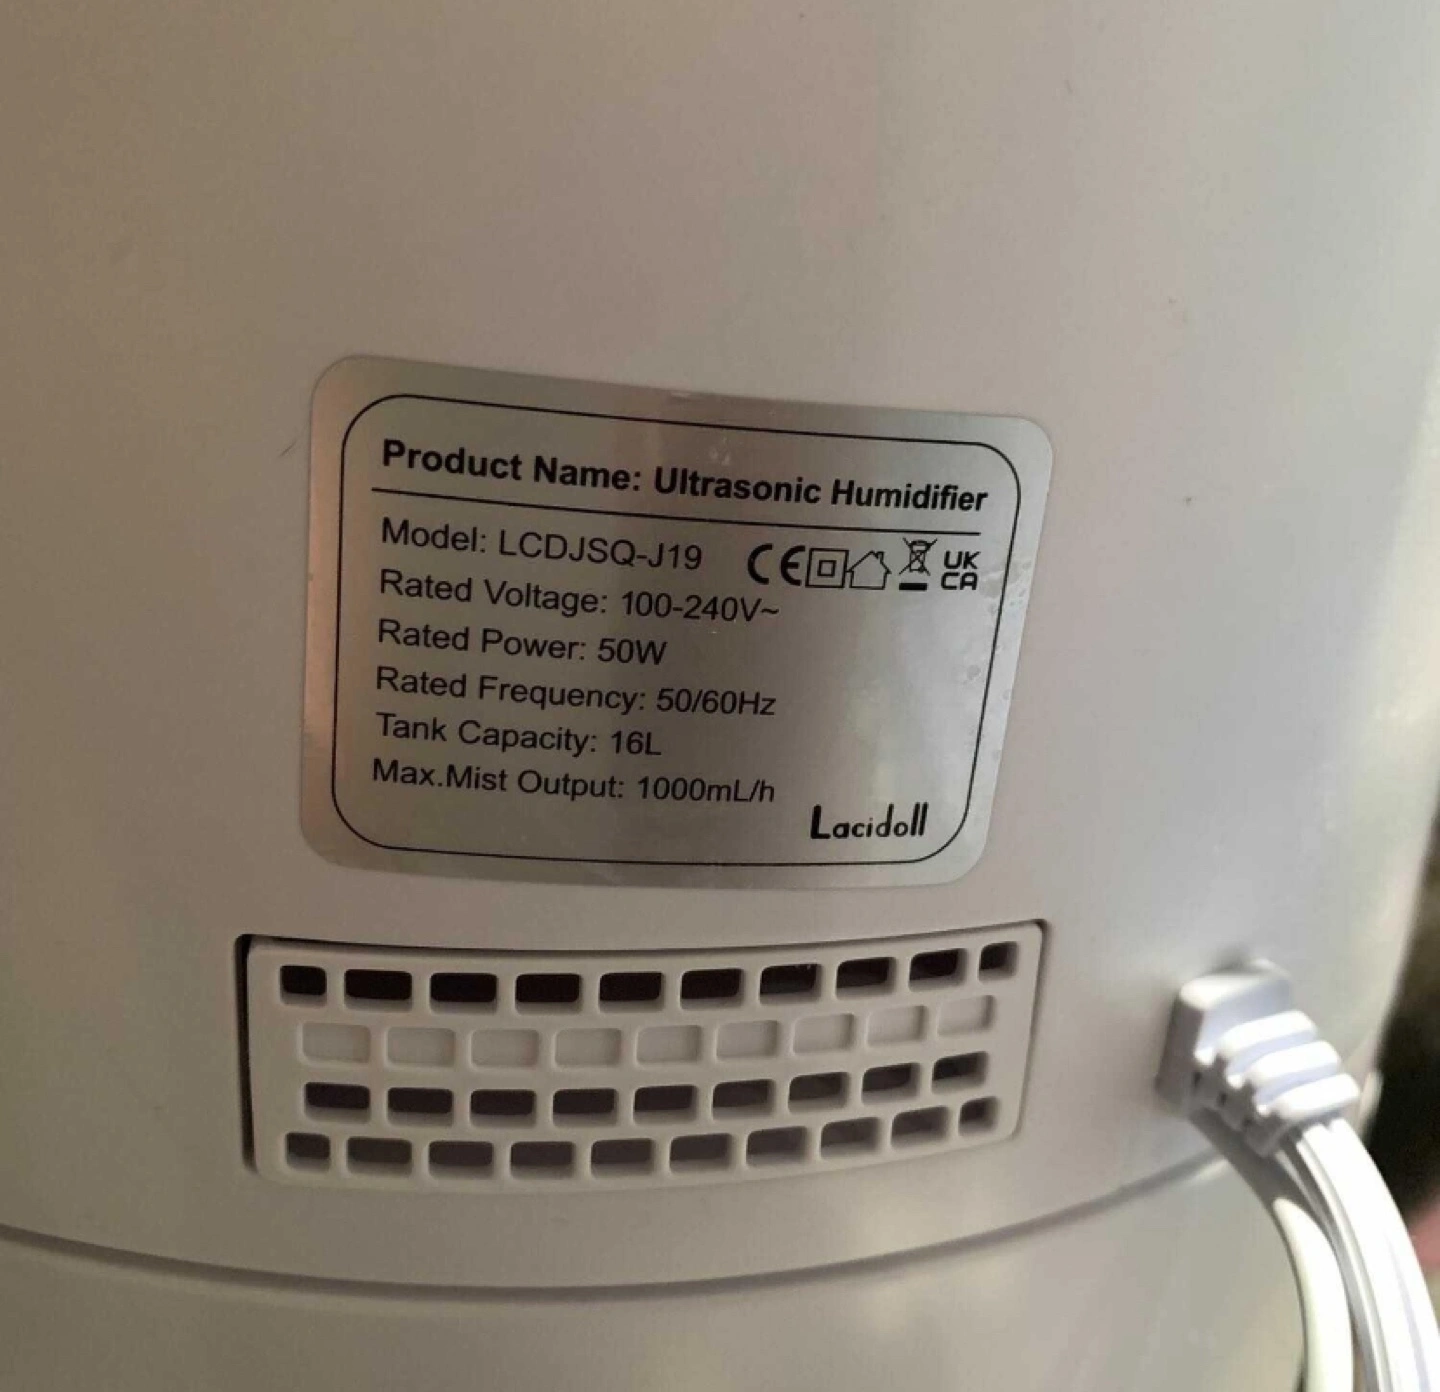 Product Name: Ultrasonic Humidifier
Model: LCDJSQ-J19 CE UK CA
Rated Voltage: 100-240V~
Rated Power: 50W
Rated Frequency: 50/60Hz
Tank Capacity: 16L
Max.Mist Output: 1000mL/h
Lacidoll